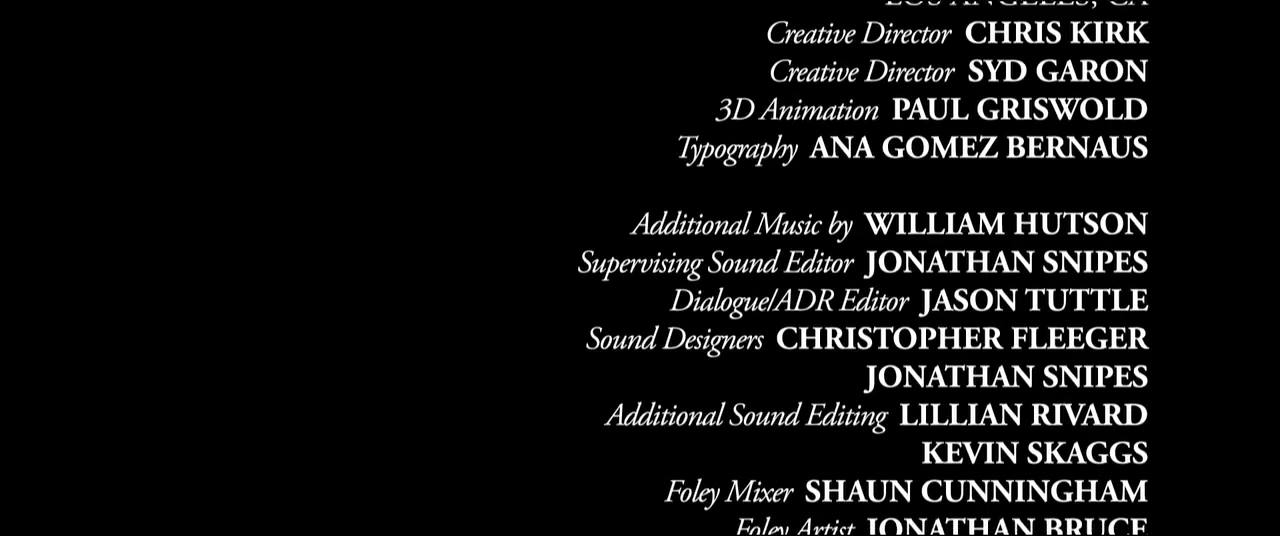 LOS ANGELES, CA
Creative Director CHRIS KIRK
Creative Director SYD GARON
3D Animation PAUL GRISWOLD
Typography ANA GOMEZ BERNAUS
Additional Music by WILLIAM HUTSON
Supervising Sound Editor JONATHAN SNIPES
Dialogue/ADR Editor JASON TUTTLE
Sound Designers CHRISTOPHER FLEEGER
JONATHAN SNIPES
Additional Sound Editing LILLIAN RIVARD
KEVIN SKAGGS
Foley Mixer SHAUN CUNNINGHAM
Foley Artist JONATHAN BRUCE